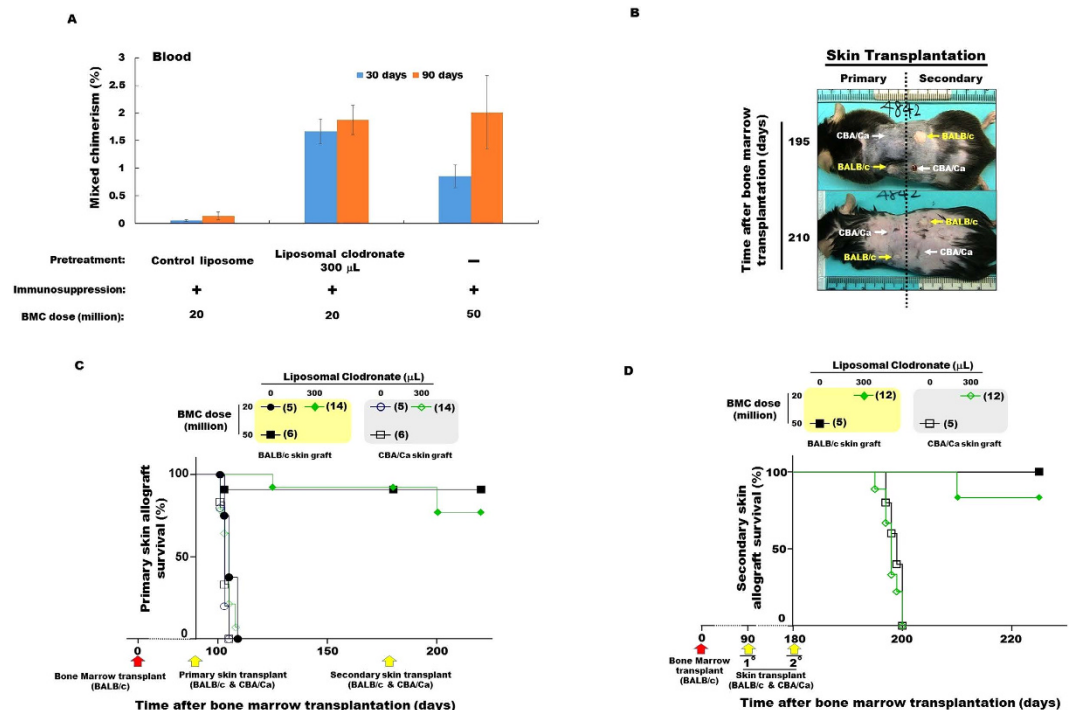 A
Blood
Mixed chimerism (%)
3
2.5
2
1.5
1
0.5
0
30 days
90 days
Pretreatment:
Control liposome
Liposomal clodronate
300 μL
–
Immunosuppression:
+
+
+
BMC dose (million):
20
20
50
B
Skin Transplantation
Primary
Secondary
Time after bone marrow
transplantation (days)
195
210
4842
CBA/Ca
BALB/c
BALB/c
CBA/Ca
4842
BALB/c
CBA/Ca
CBA/Ca
BALB/c
C
Liposomal Clodronate (μL)
0
300
0
300
BMC dose
(million)
20
50
(5)
(14)
(5)
(14)
(6)
(6)
BALB/c skin graft
CBA/Ca skin graft
Primary skin allograft
survival (%)
100
50
0
0
100
150
200
Bone Marrow transplant
(BALB/c)
Primary skin transplant
(BALB/c & CBA/Ca)
Secondary skin transplant
(BALB/c & CBA/Ca)
Time after bone marrow transplantation (days)
D
Liposomal Clodronate (μL)
0
300
0
300
BMC dose
(million)
20
50
(12)
(12)
(5)
(5)
BALB/c skin graft
CBA/Ca skin graft
Secondary skin
allograft survival (%)
100
50
0
0
90
180
200
220
Bone Marrow
transplant
(BALB/c)
1°
2°
Skin transplant
(BALB/c & CBA/Ca)
Time after bone marrow transplantation (days)